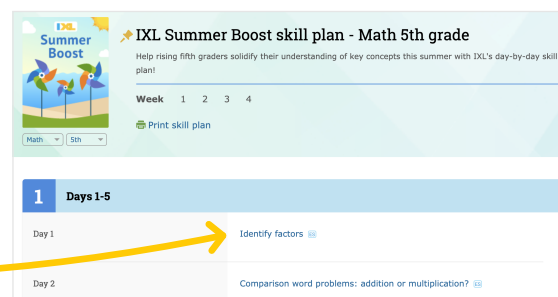 IXL
Summer
Boost
Math
5th
IXL Summer Boost skill plan - Math 5th grade
Help rising fifth graders solidify their understanding of key concepts this summer with IXL's day-by-day skill
plan!
Week 1 2 3 4
Print skill plan
1 Days 1-5
Day 1 Identify factors
Day 2 Comparison word problems: addition or multiplication?